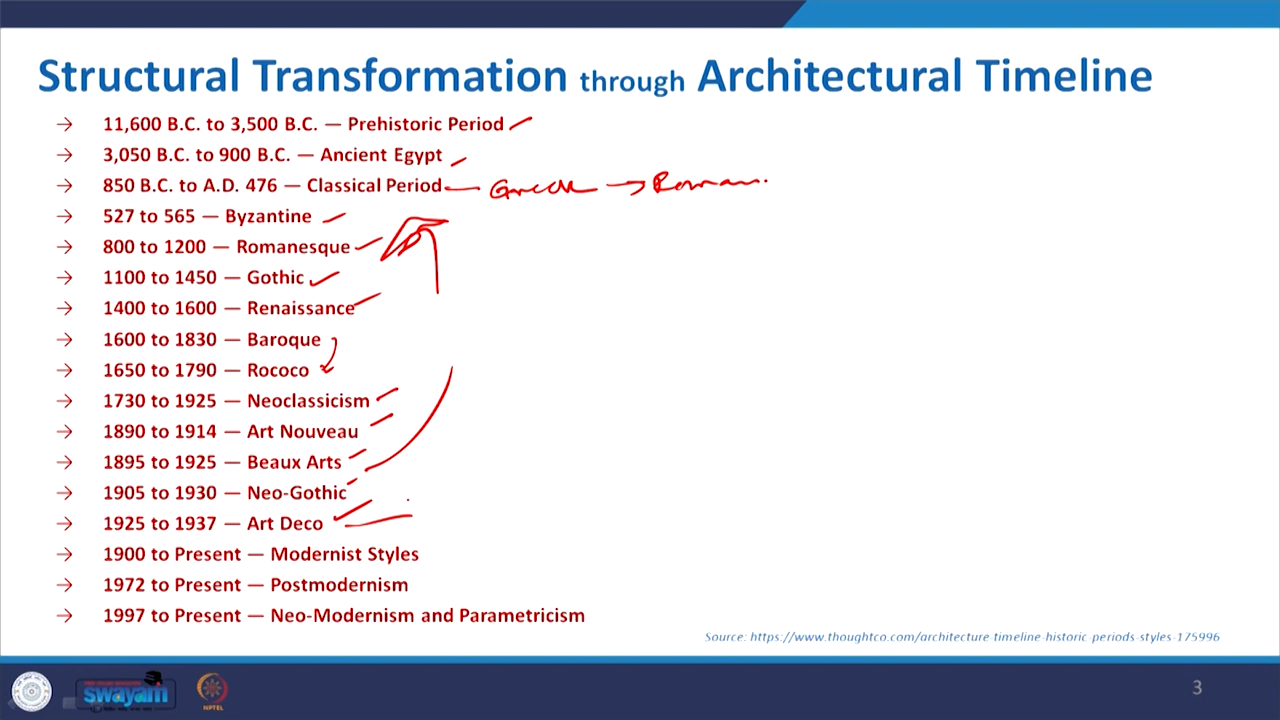 Structural Transformation through Architectural Timeline
→ 11,600 B.C. to 3,500 B.C. — Prehistoric Period
→ 3,050 B.C. to 900 B.C. — Ancient Egypt
→ 850 B.C. to A.D. 476 — Classical Period Greek → Roman.
→ 527 to 565 — Byzantine
→ 800 to 1200 — Romanesque
→ 1100 to 1450 — Gothic
→ 1400 to 1600 — Renaissance
→ 1600 to 1830 — Baroque
→ 1650 to 1790 — Rococo
→ 1730 to 1925 — Neoclassicism
→ 1890 to 1914 — Art Nouveau
→ 1895 to 1925 — Beaux Arts
→ 1905 to 1930 — Neo-Gothic
→ 1925 to 1937 — Art Deco
→ 1900 to Present — Modernist Styles
→ 1972 to Present — Postmodernism
→ 1997 to Present — Neo-Modernism and Parametricism
Source: https://www.thoughtco.com/architecture-timeline-historic-periods-styles-175996
swayam
NPTEL
3